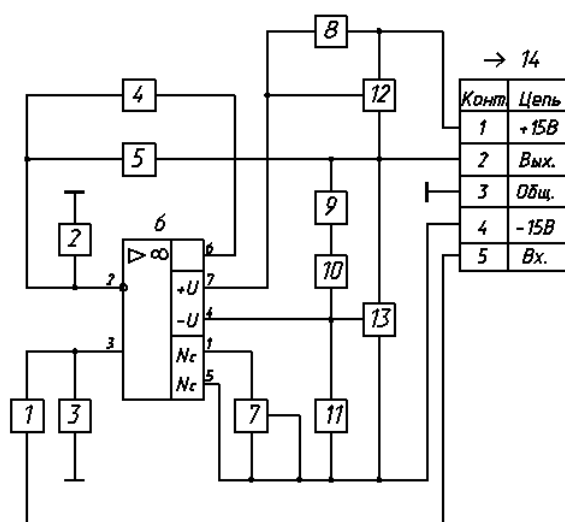 8
→ 14
4
12
Конт. Цепь
1 +15В
5
2 Вых.
9
3 Общ.
2
6
4 -15В
▷ ∞ 6
10
5 Вх.
2
+U 7
-U 4
13
3
Nc 1
Nc 5
1
3
7
11